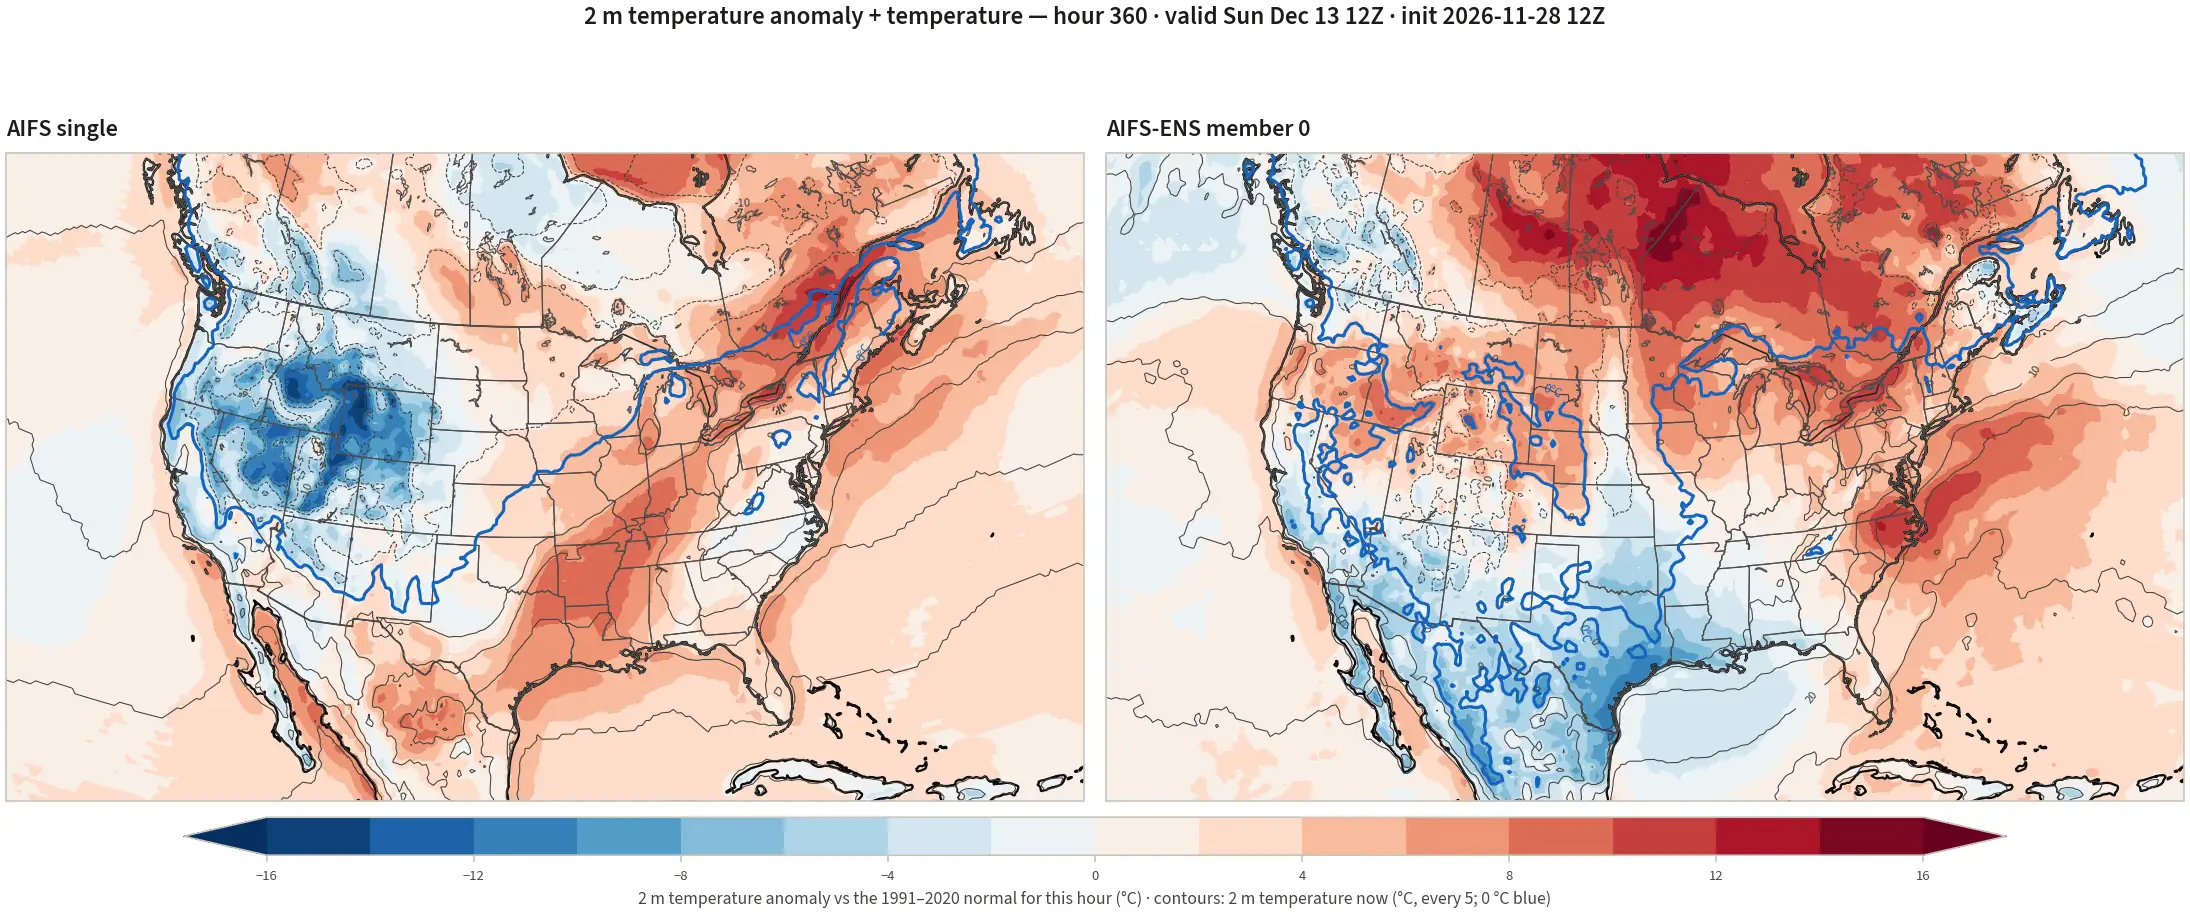 2 m temperature anomaly + temperature — hour 360 · valid Sun Dec 13 12Z · init 2026-11-28 12Z
AIFS single
AIFS-ENS member 0
−16
−12
−8
−4
0
4
8
12
16
2 m temperature anomaly vs the 1991–2020 normal for this hour (°C) · contours: 2 m temperature now (°C, every 5; 0 °C blue)